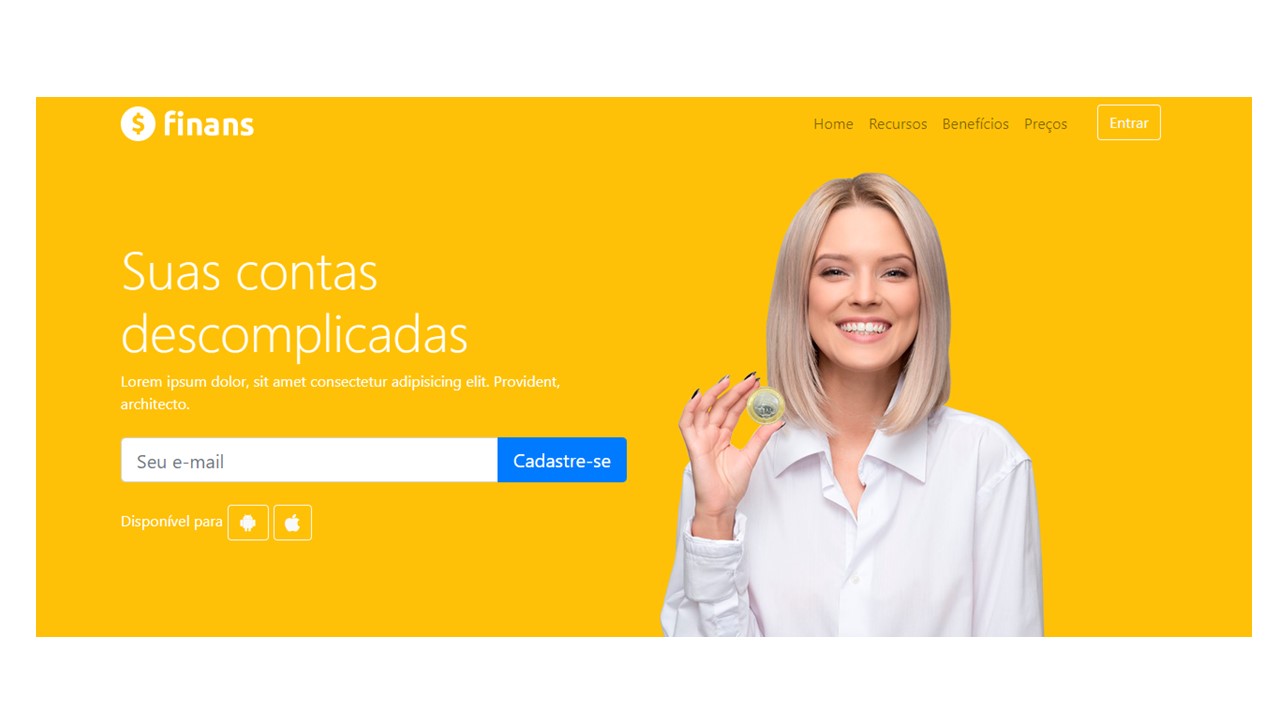 finans
Home Recursos Benefícios Preços Entrar
Suas contas
descomplicadas
Lorem ipsum dolor, sit amet consectetur adipisicing elit. Provident,
architecto.
Seu e-mail Cadastre-se
Disponível para